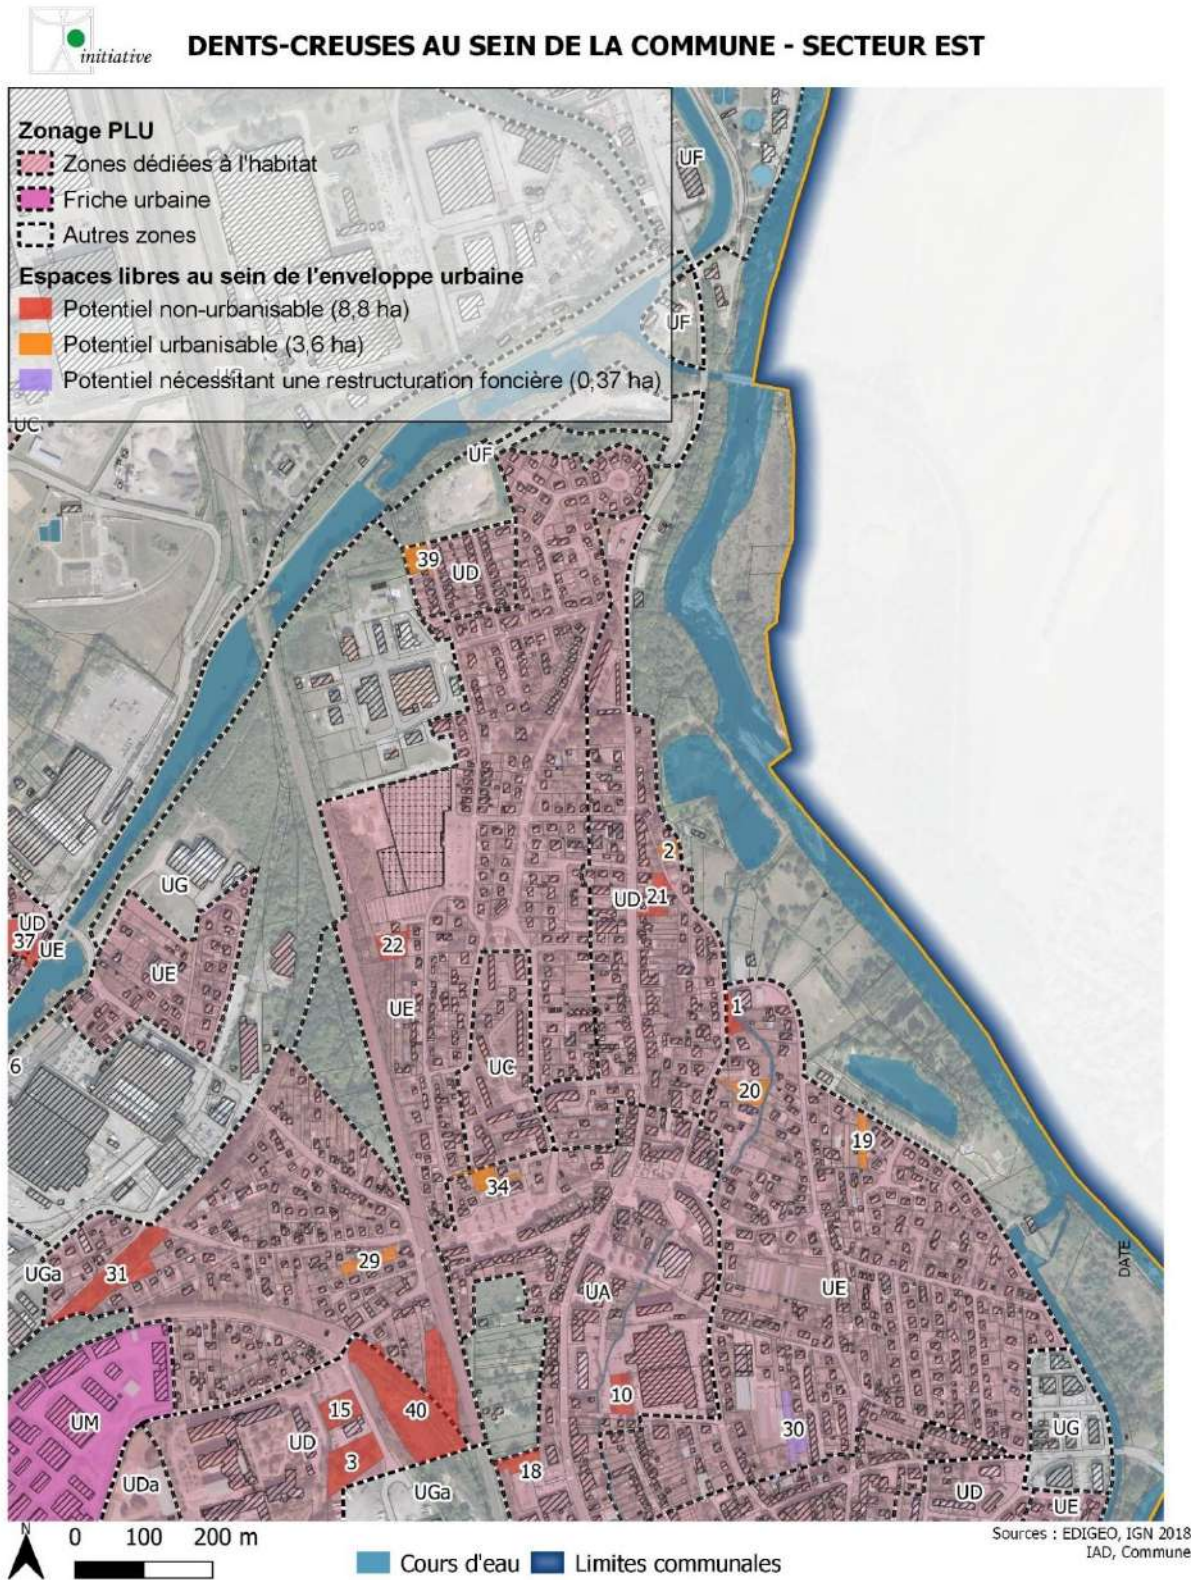 initiative
DENTS-CREUSES AU SEIN DE LA COMMUNE - SECTEUR EST
Zonage PLU
Zones dédiées à l'habitat
Friche urbaine
Autres zones
Espaces libres au sein de l'enveloppe urbaine
Potentiel non-urbanisable (8,8 ha)
Potentiel urbanisable (3,6 ha)
Potentiel nécessitant une restructuration foncière (0,37 ha)
UF
UF
UC
UF
39
UD
2
UG
UD
21
UD
37
UE
22
UE
UE
1
6
UC
20
19
34
DATE
29
UGa
31
UA
UE
10
40
15
UM
UD
30
UG
3
18
UDa
UGa
UD
UE
N
0 100 200 m
Cours d'eau
Limites communales
Sources : EDIGEO, IGN 2018
IAD, Commune